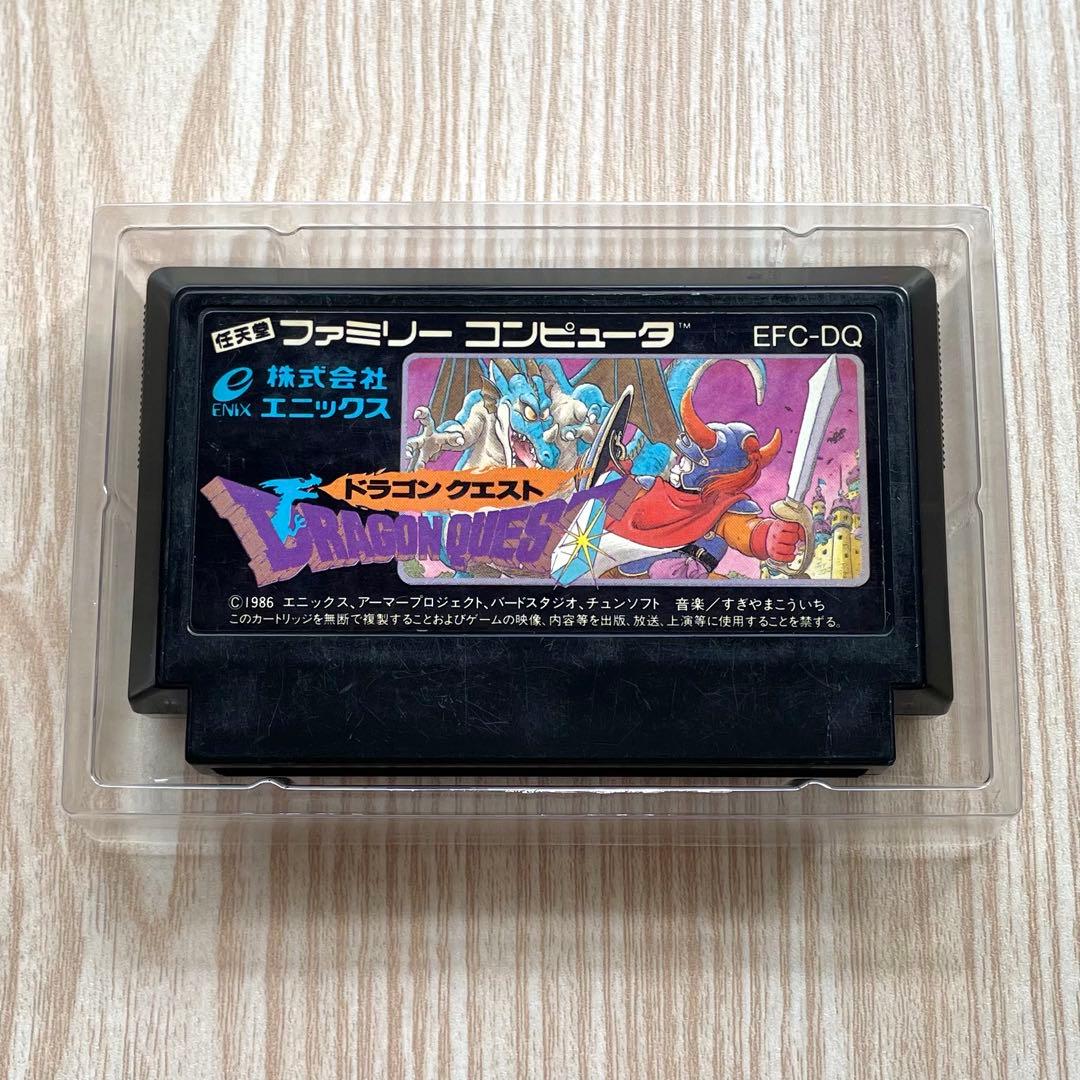 任天堂 ファミリー コンピュータ™ EFC-DQ
ENIX 株式会社
エニックス
ドラゴン クエスト
DRAGON QUEST
©1986 エニックス、アーマープロジェクト、バードスタジオ、チュンソフト 音楽／すぎやまこういち
このカートリッジを無断で複製することおよびゲームの映像、内容等を出版、放送、上演等に使用することを禁ずる。